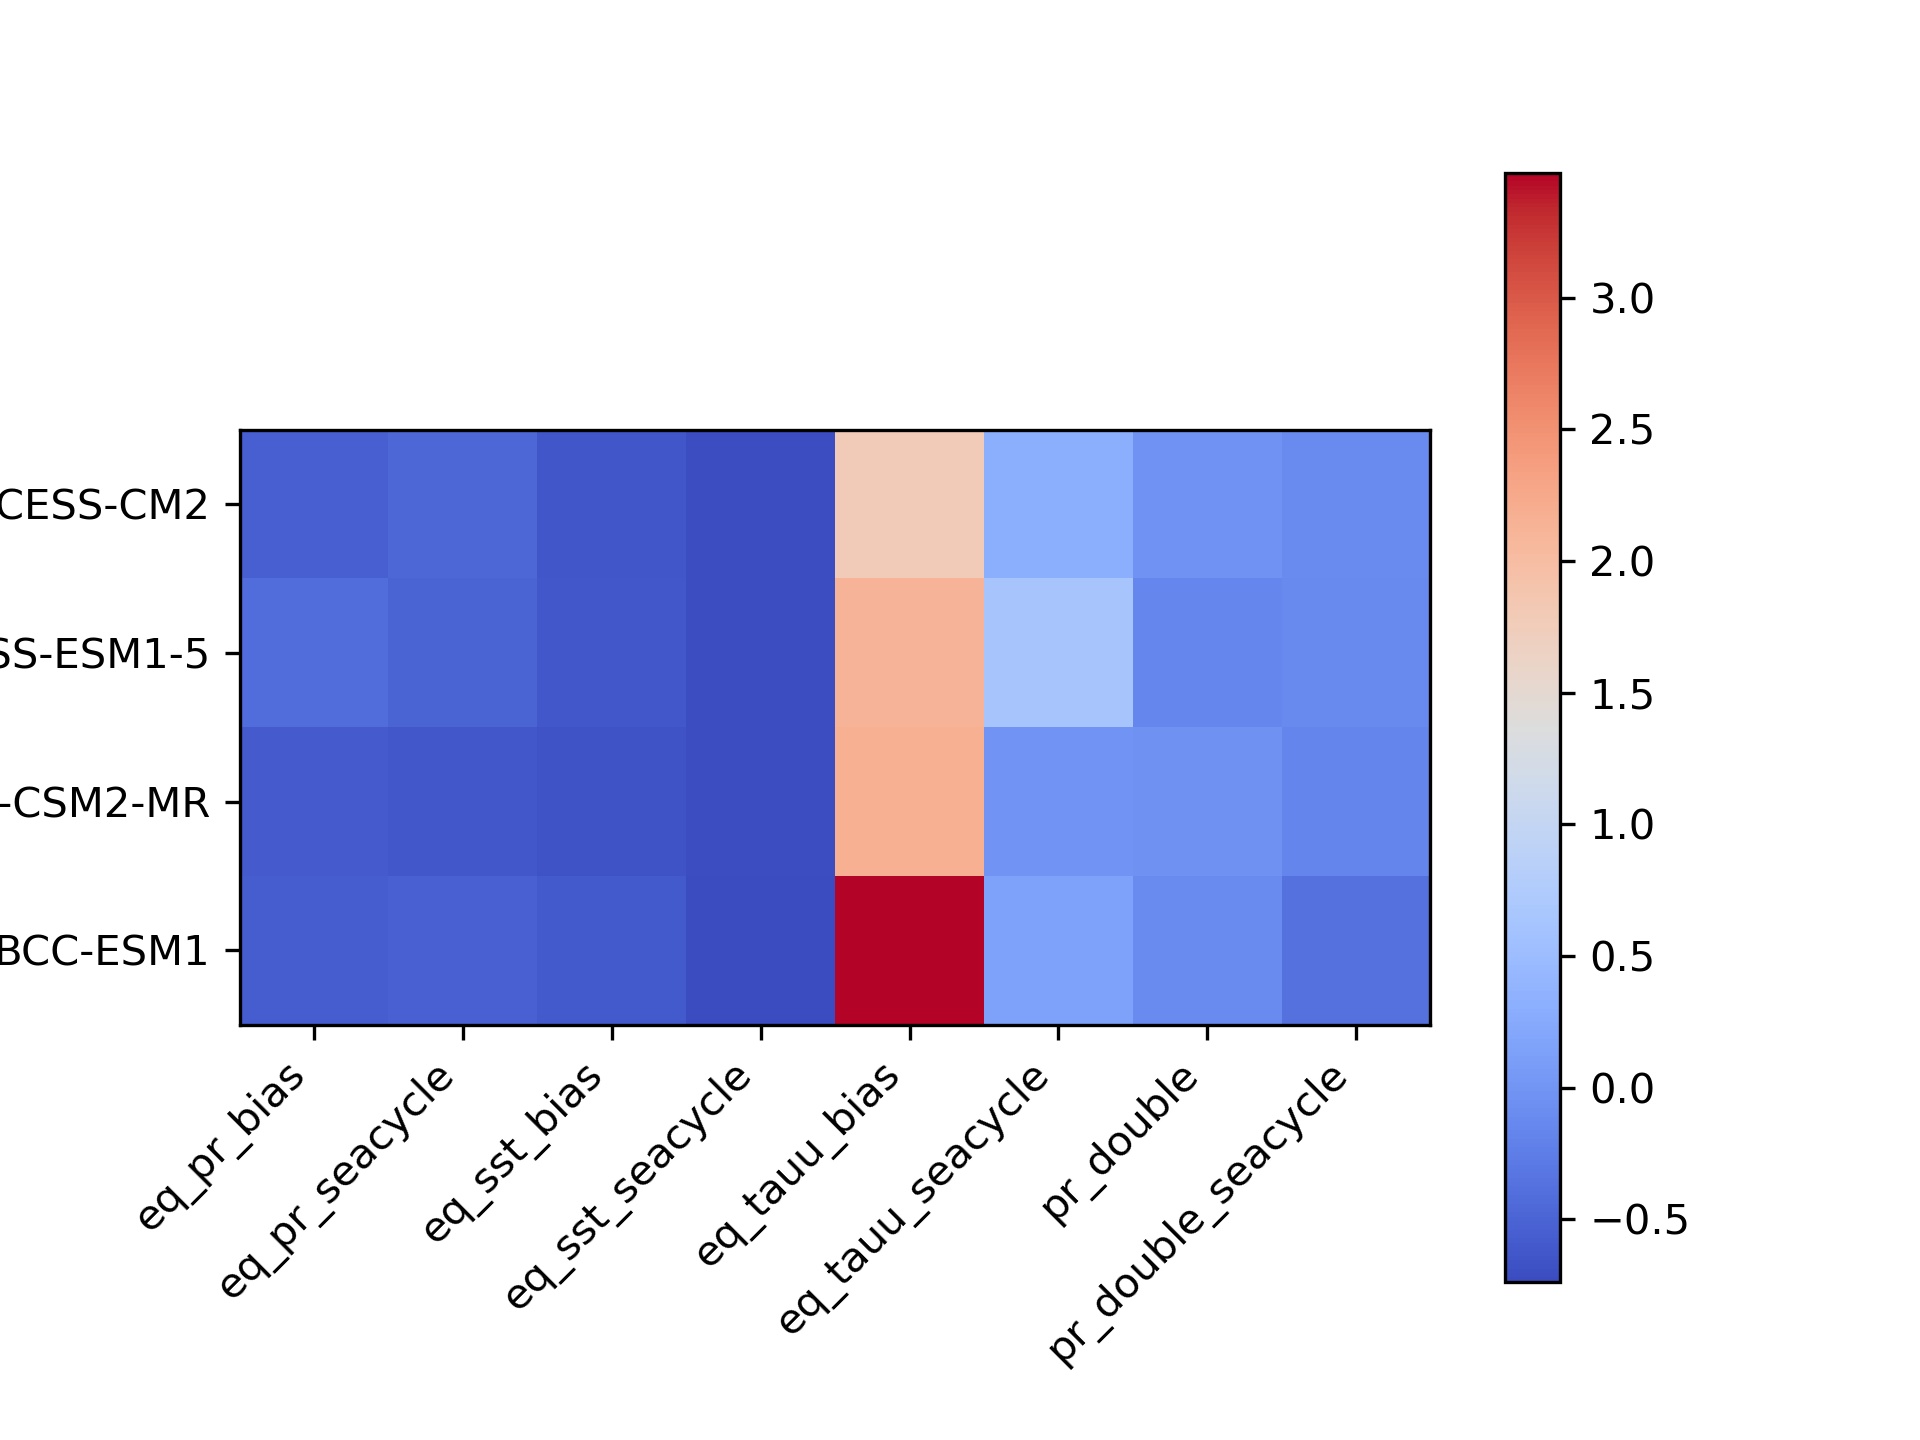 CESS-CM2
SS-ESM1-5
-CSM2-MR
BCC-ESM1
eq_pr_bias
eq_pr_seacycle
eq_sst_bias
eq_sst_seacycle
eq_tauu_bias
eq_tauu_seacycle
pr_double
pr_double_seacycle
3.0
2.5
2.0
1.5
1.0
0.5
0.0
−0.5